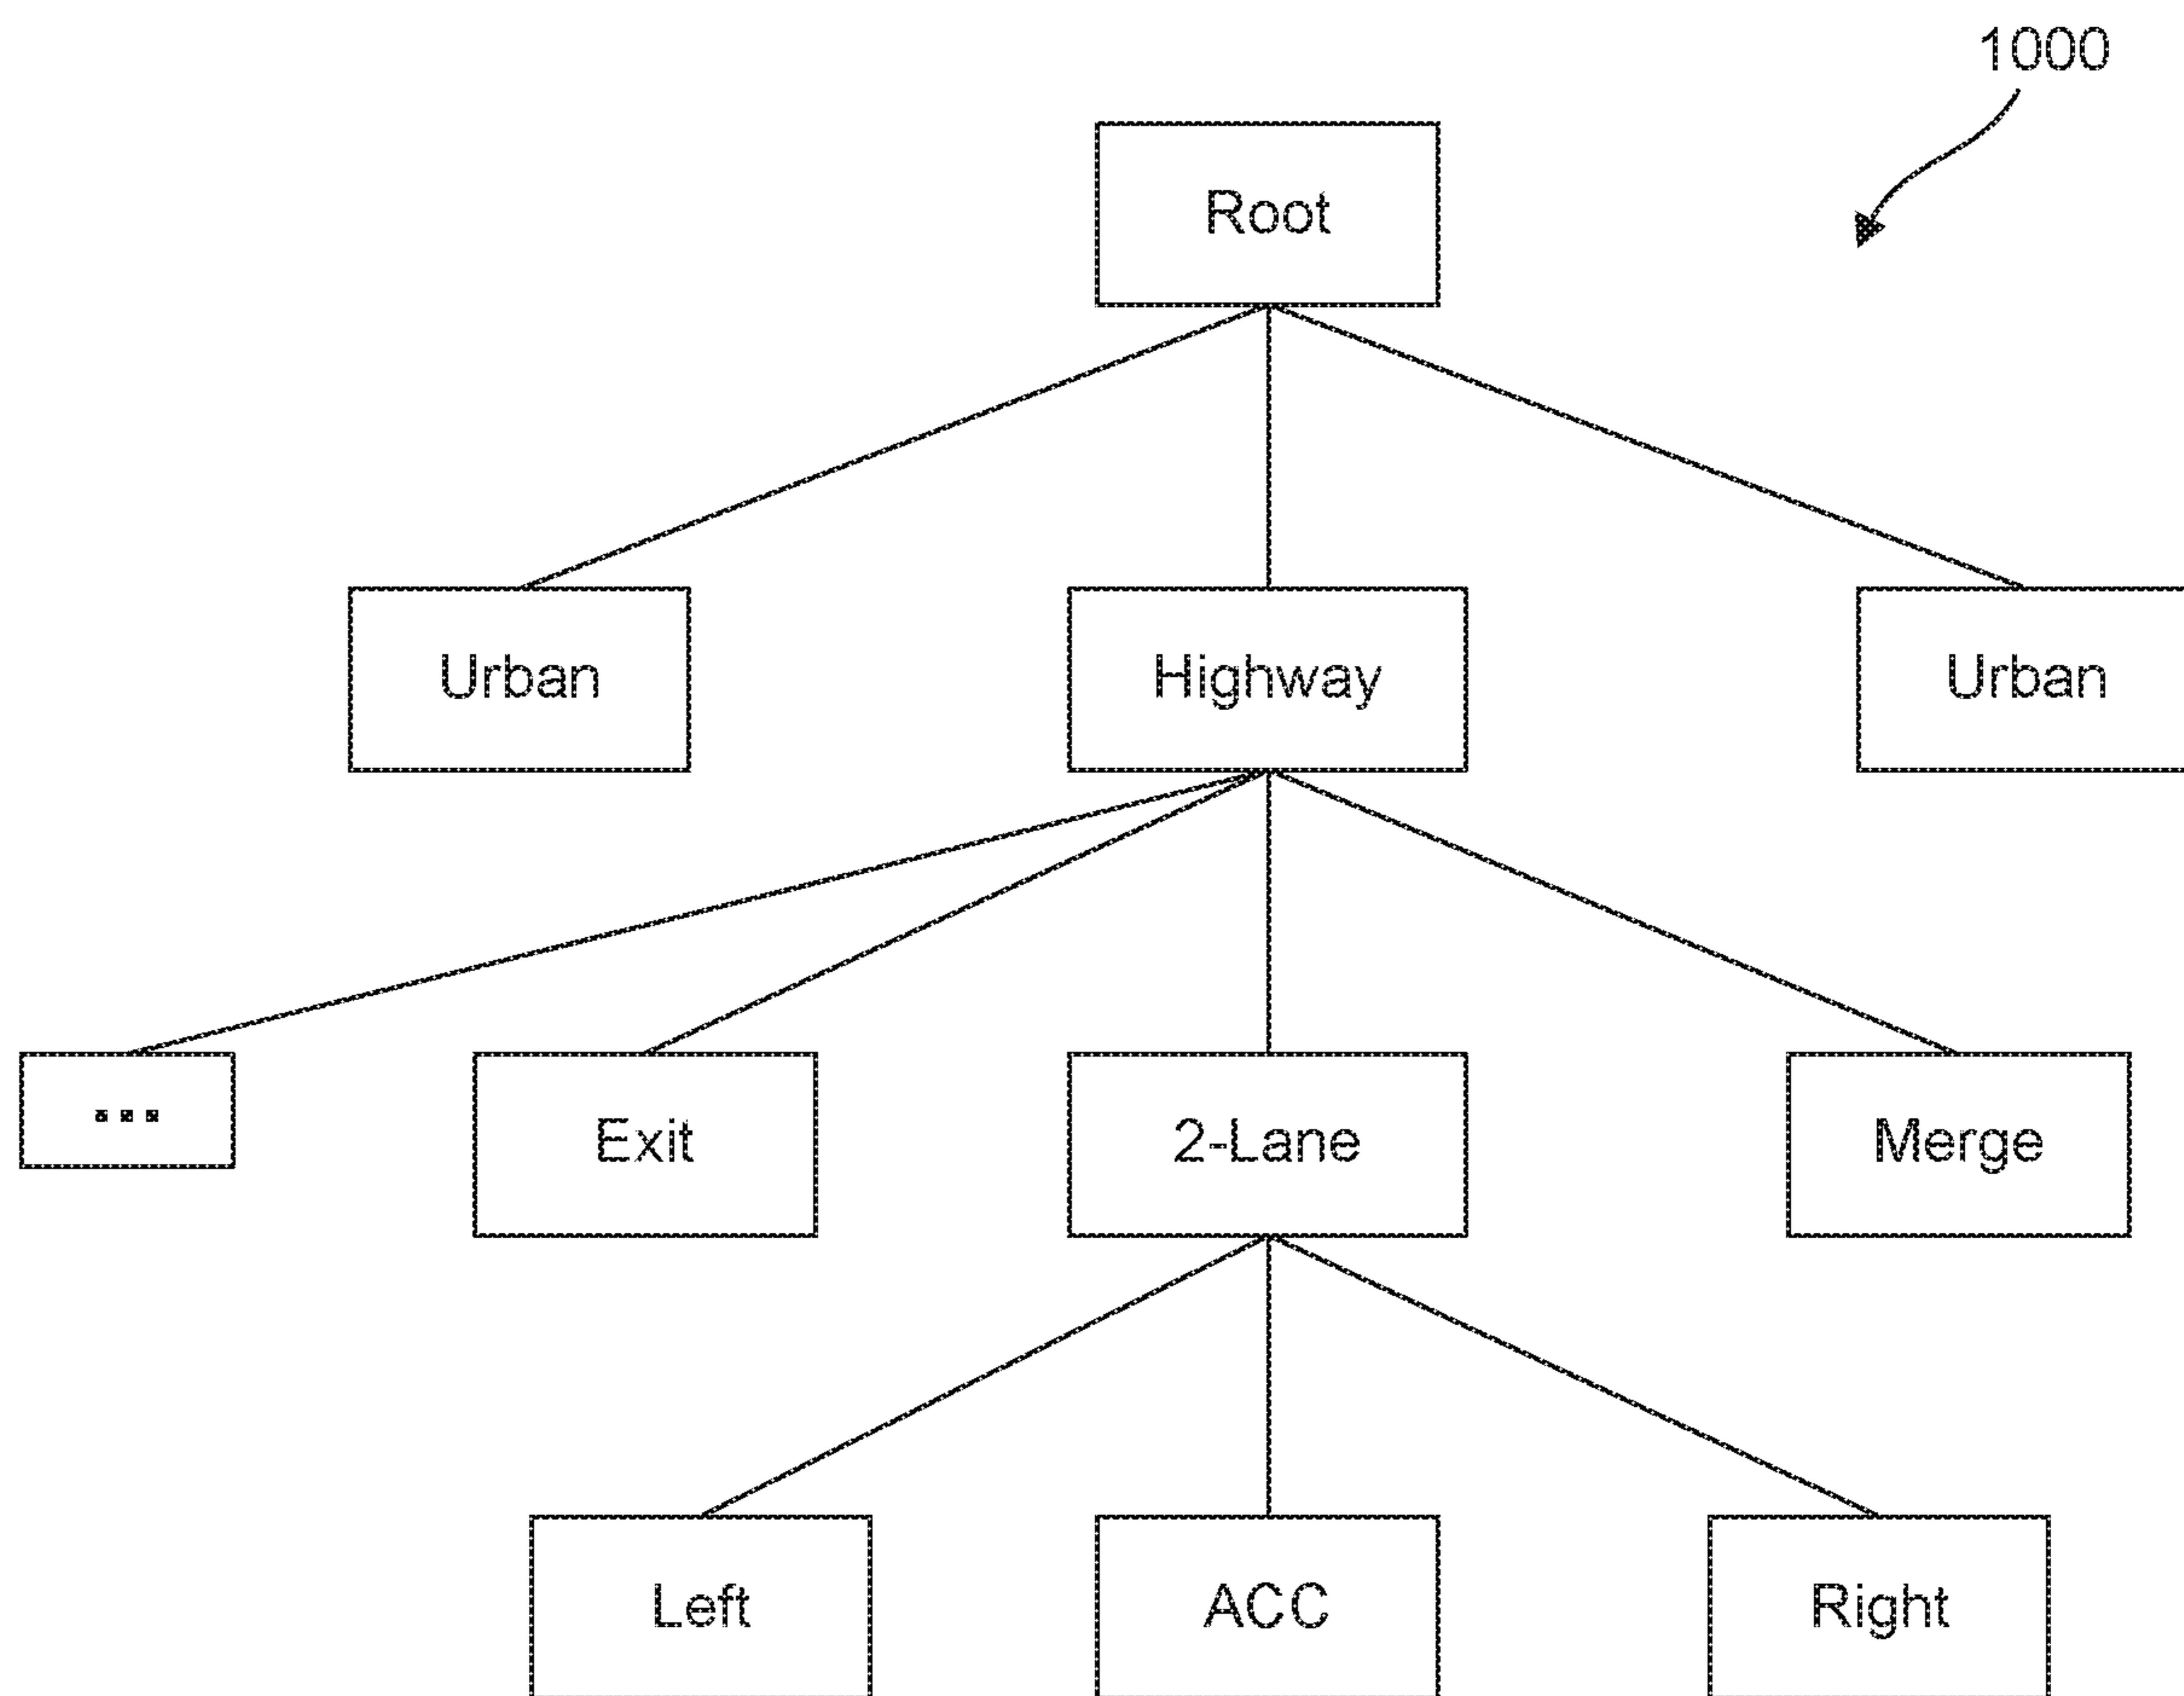 1000
Root
Urban
Highway
Urban
...
Exit
2-Lane
Merge
Left
ACC
Right